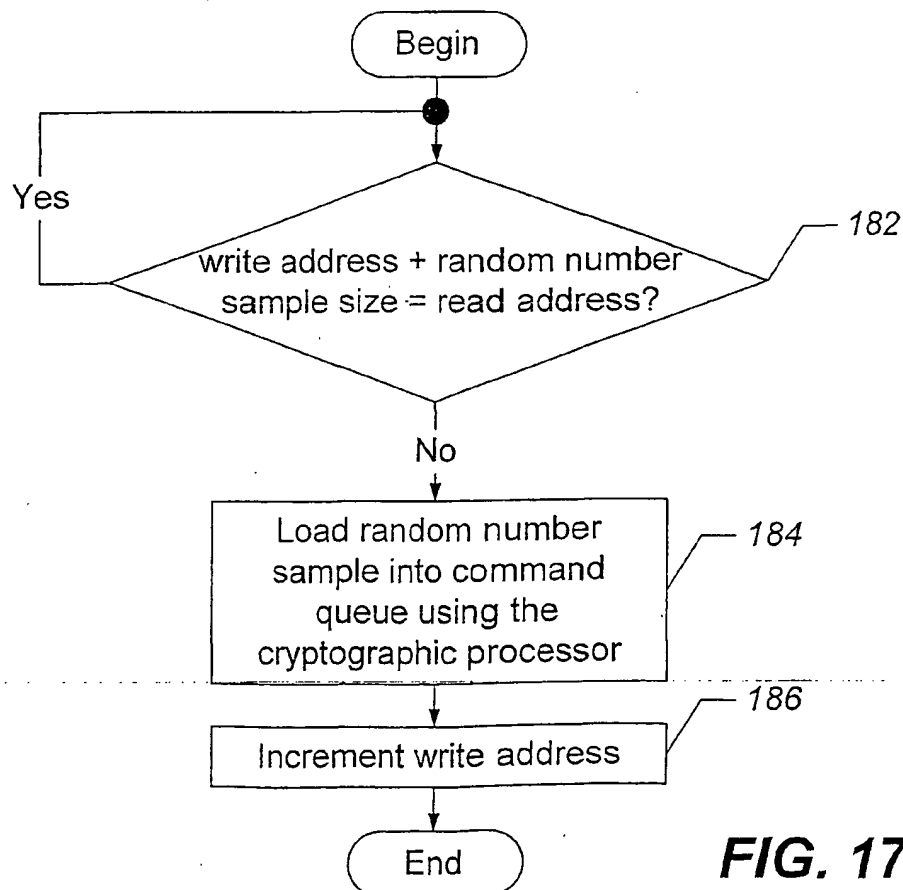 Begin
Yes
write address + random number
sample size = read address?
182
No
Load random number
sample into command
queue using the
cryptographic processor
184
186
Increment write address
End
FIG. 17